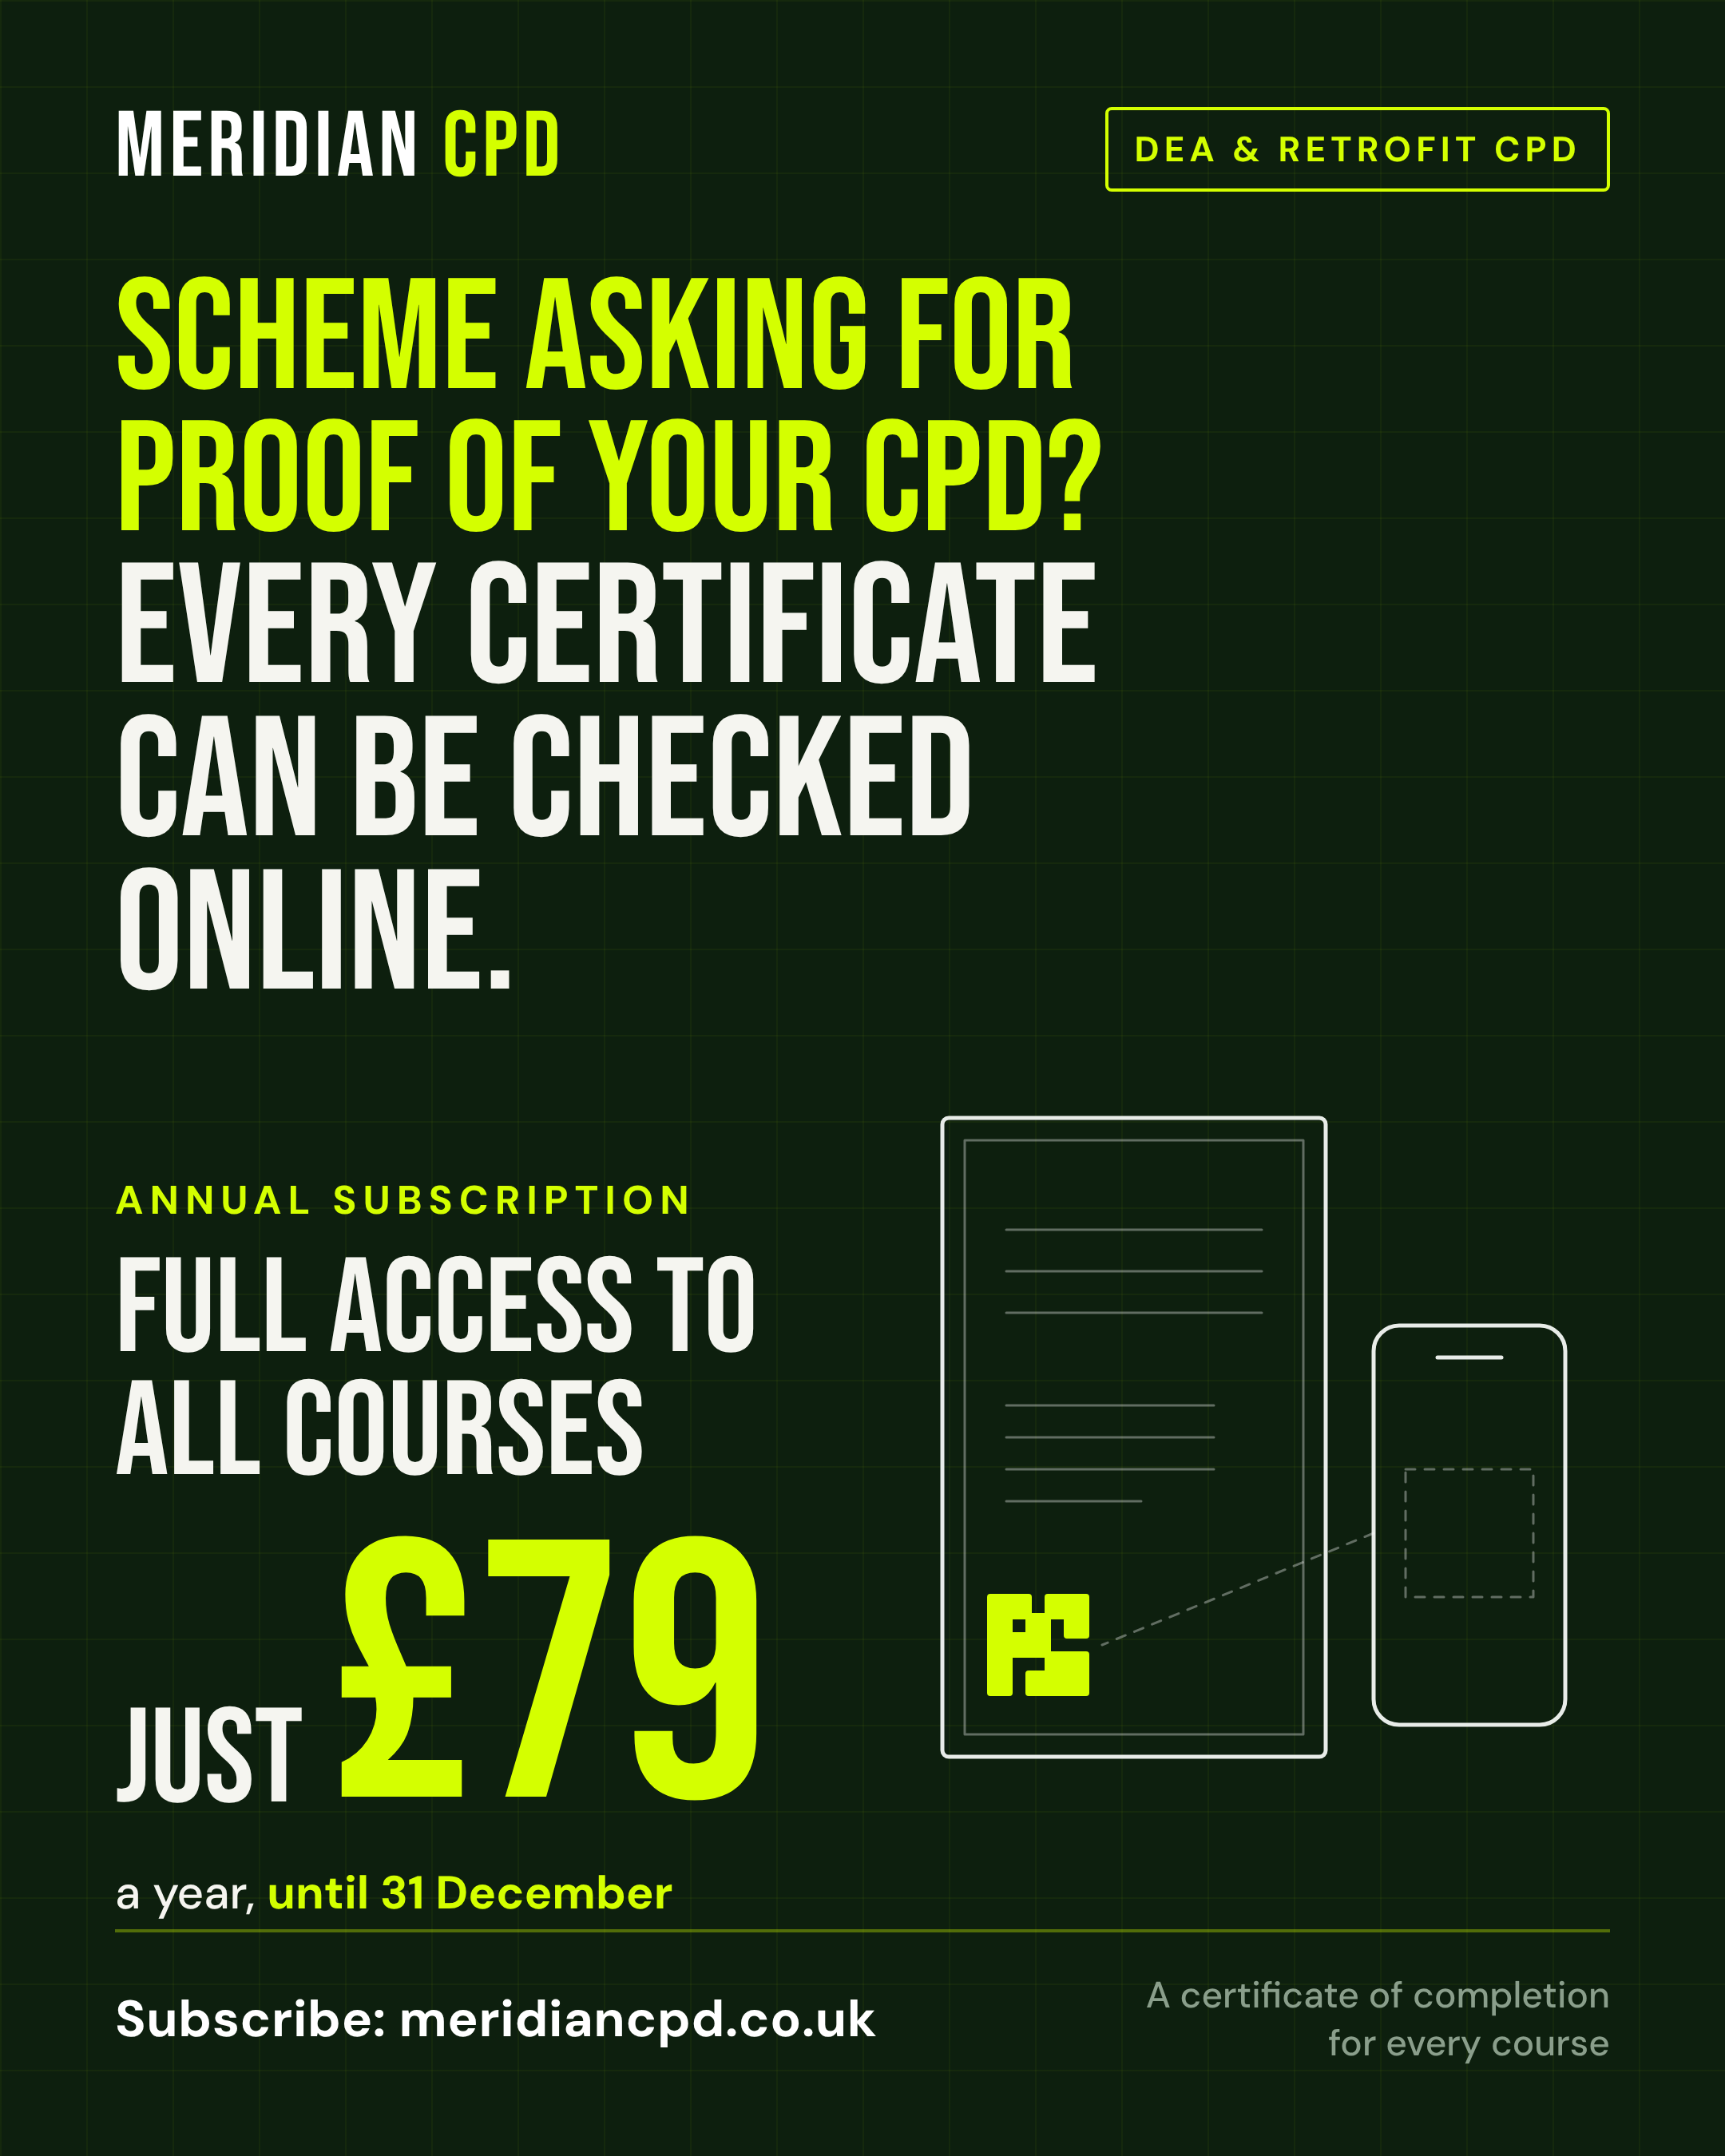 MERIDIAN CPD
DEA & RETROFIT CPD
SCHEME ASKING FOR
PROOF OF YOUR CPD?
EVERY CERTIFICATE
CAN BE CHECKED
ONLINE.
ANNUAL SUBSCRIPTION
FULL ACCESS TO
ALL COURSES
JUST £79
a year, until 31 December
Subscribe: meridiancpd.co.uk
A certificate of completion
for every course